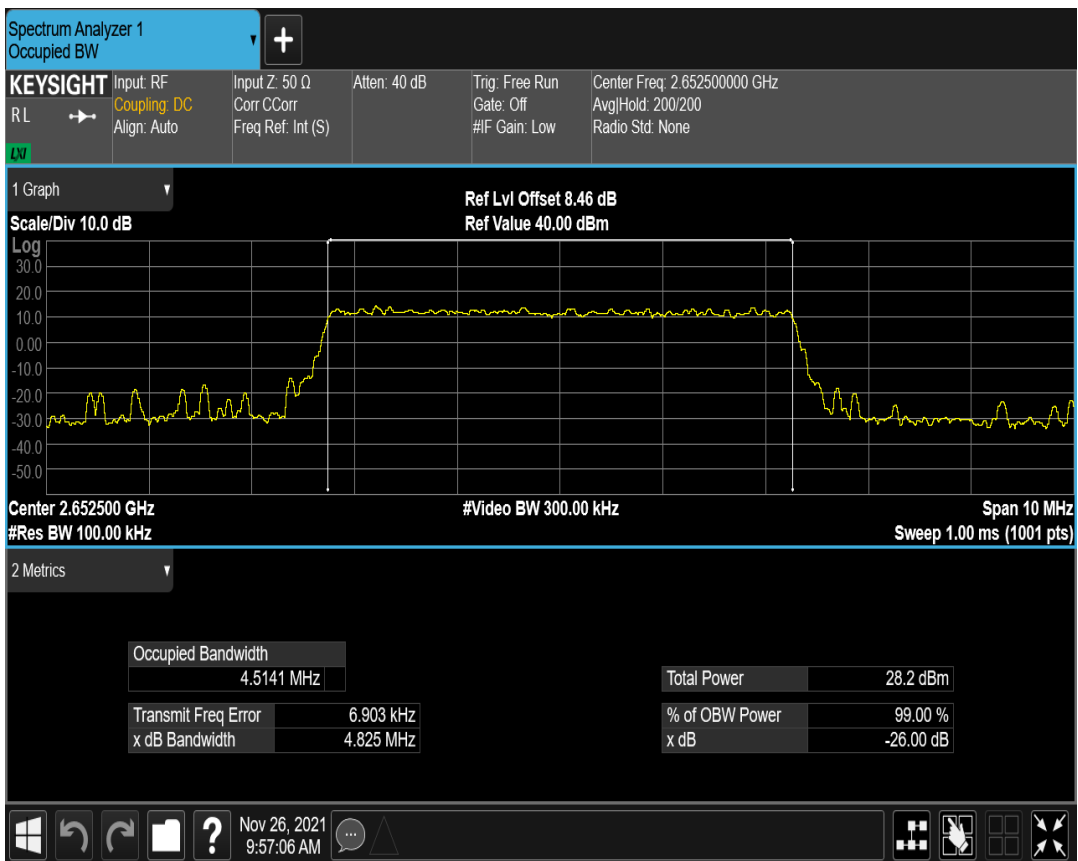 Spectrum Analyzer 1
Occupied BW
+
KEYSIGHT
R L
LXI
Input: RF
Coupling: DC
Align: Auto
Input Z: 50 Ω
Corr CCorr
Freq Ref: Int (S)
Atten: 40 dB
Trig: Free Run
Gate: Off
#IF Gain: Low
Center Freq: 2.652500000 GHz
Avg|Hold: 200/200
Radio Std: None
1 Graph
Ref Lvl Offset 8.46 dB
Scale/Div 10.0 dB
Ref Value 40.00 dBm
Log
30.0
20.0
10.0
0.00
-10.0
-20.0
-30.0
-40.0
-50.0
Center 2.652500 GHz
#Video BW 300.00 kHz
Span 10 MHz
#Res BW 100.00 kHz
Sweep 1.00 ms (1001 pts)
2 Metrics
Occupied Bandwidth
4.5141 MHz
Total Power 28.2 dBm
Transmit Freq Error 6.903 kHz
% of OBW Power 99.00 %
x dB Bandwidth 4.825 MHz
x dB -26.00 dB
?
Nov 26, 2021
9:57:06 AM